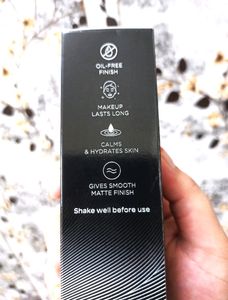 OIL-FREE
FINISH
MAKEUP
LASTS LONG
CALMS
& HYDRATES SKIN
GIVES SMOOTH
MATTE FINISH
Shake well before use